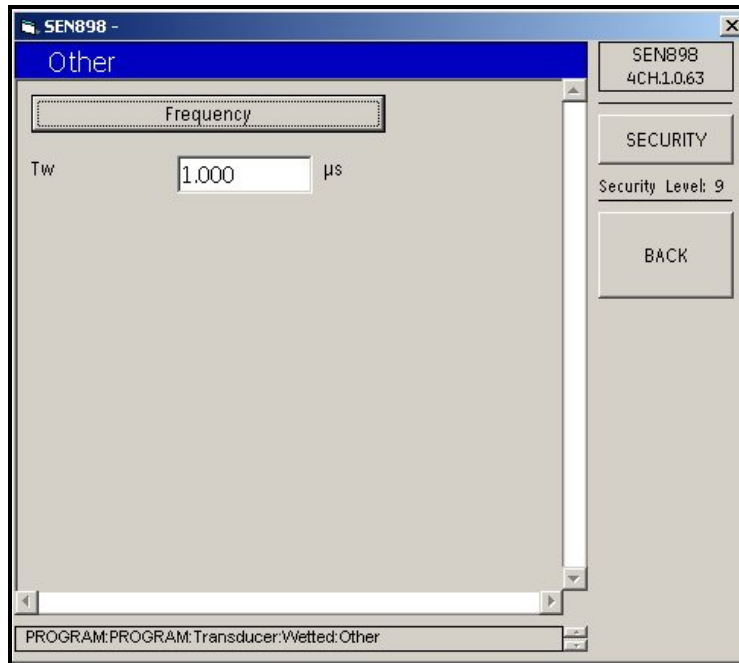 SEN898 -
Other
Frequency
Tw 1.000 µs
SEN898
4CH.1.0.63
SECURITY
Security Level: 9
BACK
PROGRAM:PROGRAM:Transducer:Wetted:Other